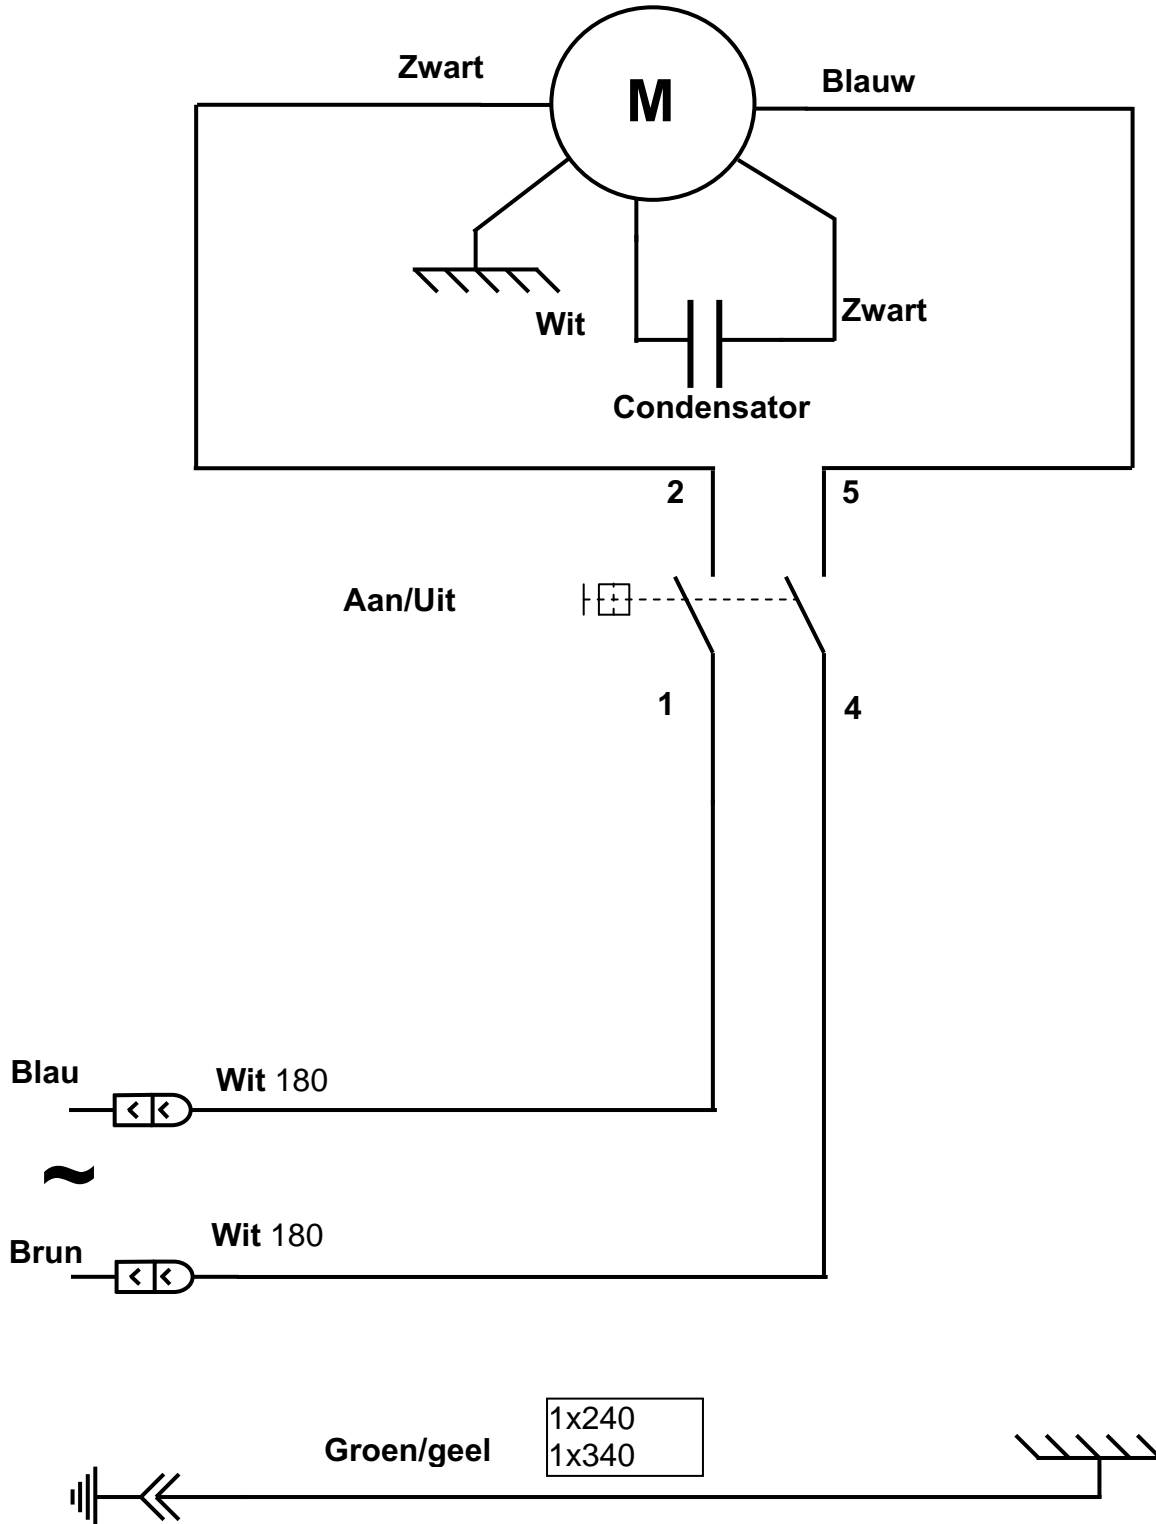 Zwart
M
Blauw
Wit
Zwart
Condensator
2
5
Aan/Uit
1
4
Blau
Wit 180
~
Wit 180
Brun
1x240
Groen/geel
1x340